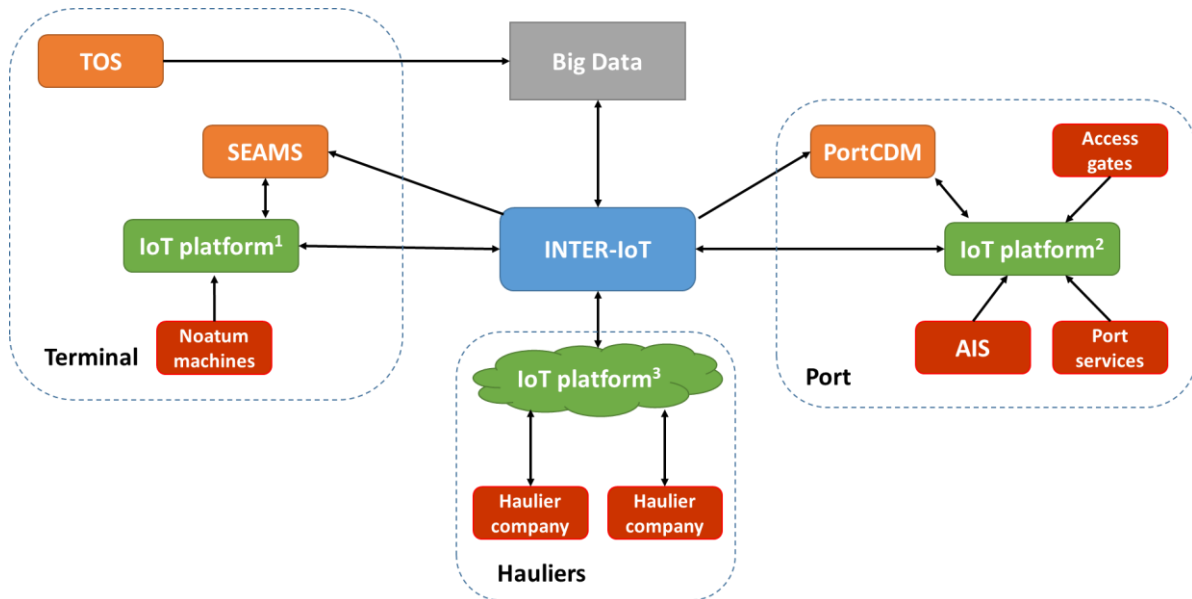 TOS
Big Data
SEAMS
PortCDM
Access
gates
IoT platform¹
INTER-IoT
IoT platform²
Noatum
machines
Terminal
AIS
Port
services
Port
IoT platform³
Haulier
company
Haulier
company
Hauliers